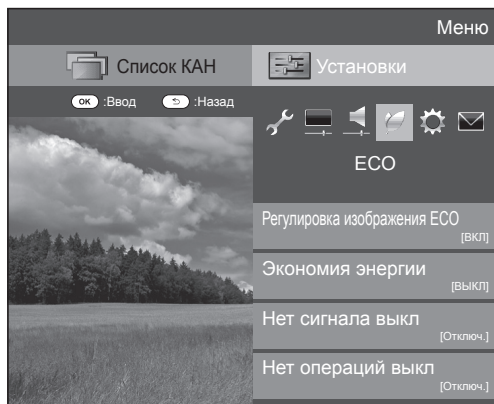 Меню
Список КАН
Установки
OK :Ввод
:Назад
ECO
Регулировка изображения ECO
[ВКЛ]
Экономия энергии
[ВЫКЛ]
Нет сигнала выкл
[Отключ.]
Нет операций выкл
[Отключ.]